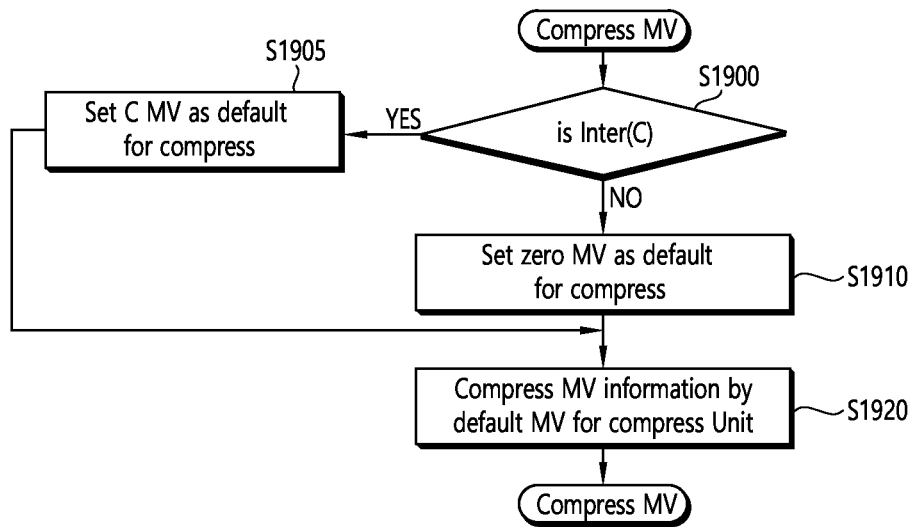 Compress MV
S1900
is Inter(C)
YES
S1905
Set C MV as default
for compress
NO
Set zero MV as default
for compress
S1910
Compress MV information by
default MV for compress Unit
S1920
Compress MV